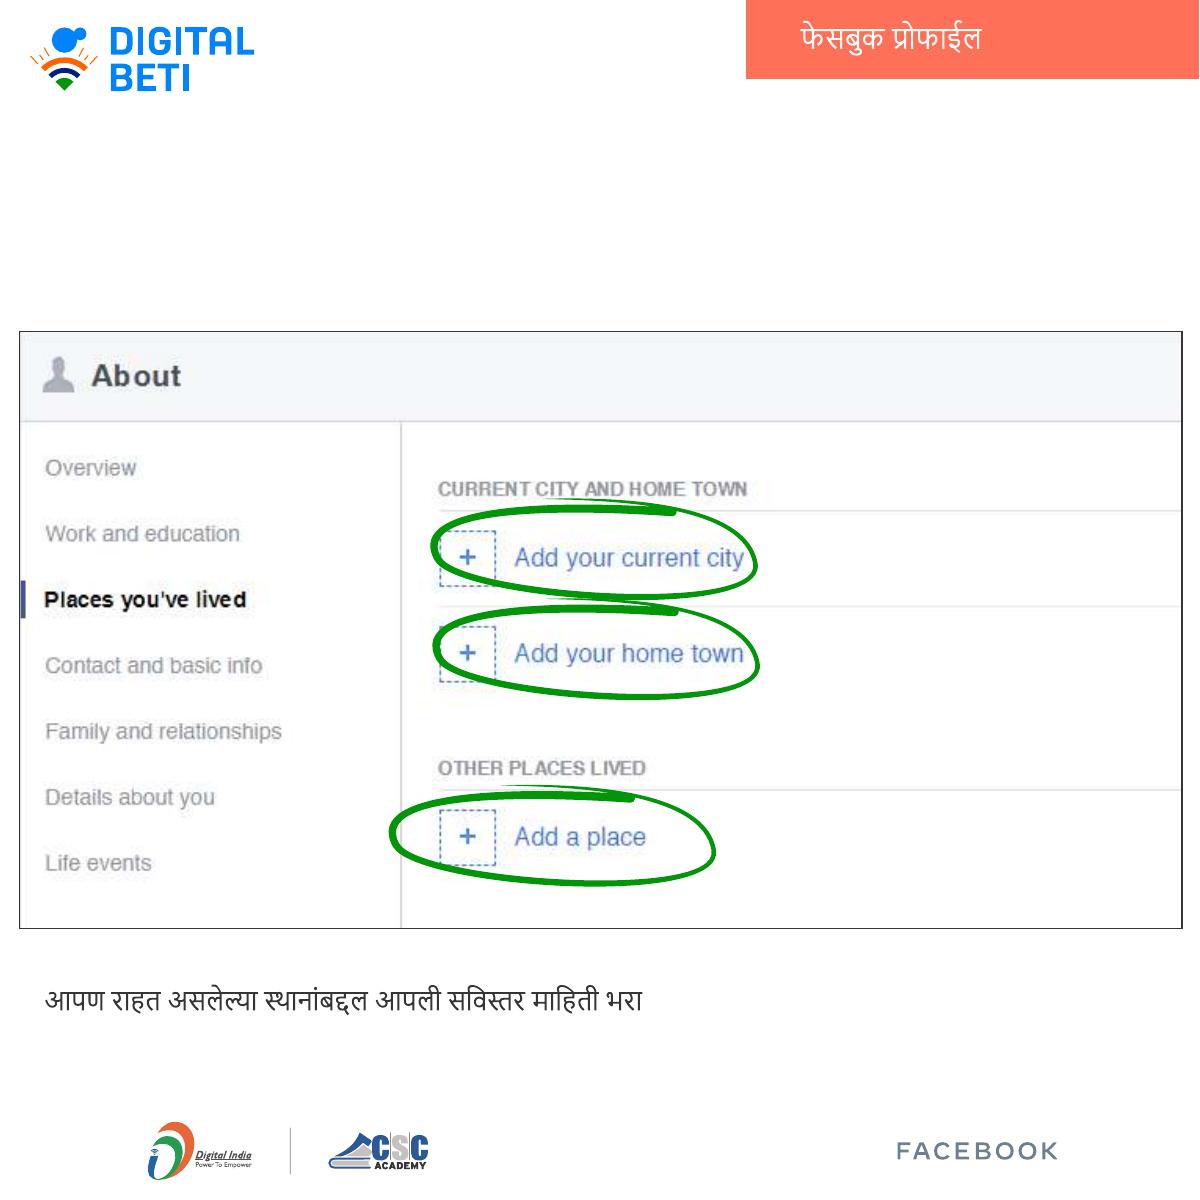 DIGITAL
BETI
फेसबुक प्रोफाईल
About
Overview
Work and education
Places you've lived
Contact and basic info
Family and relationships
Details about you
Life events
CURRENT CITY AND HOME TOWN
+ Add your current city
+ Add your home town
OTHER PLACES LIVED
+ Add a place
आपण राहत असलेल्या स्थानांबद्दल आपली सविस्तर माहिती भरा
Digital India
Power To Empower
CSC
ACADEMY
FACEBOOK